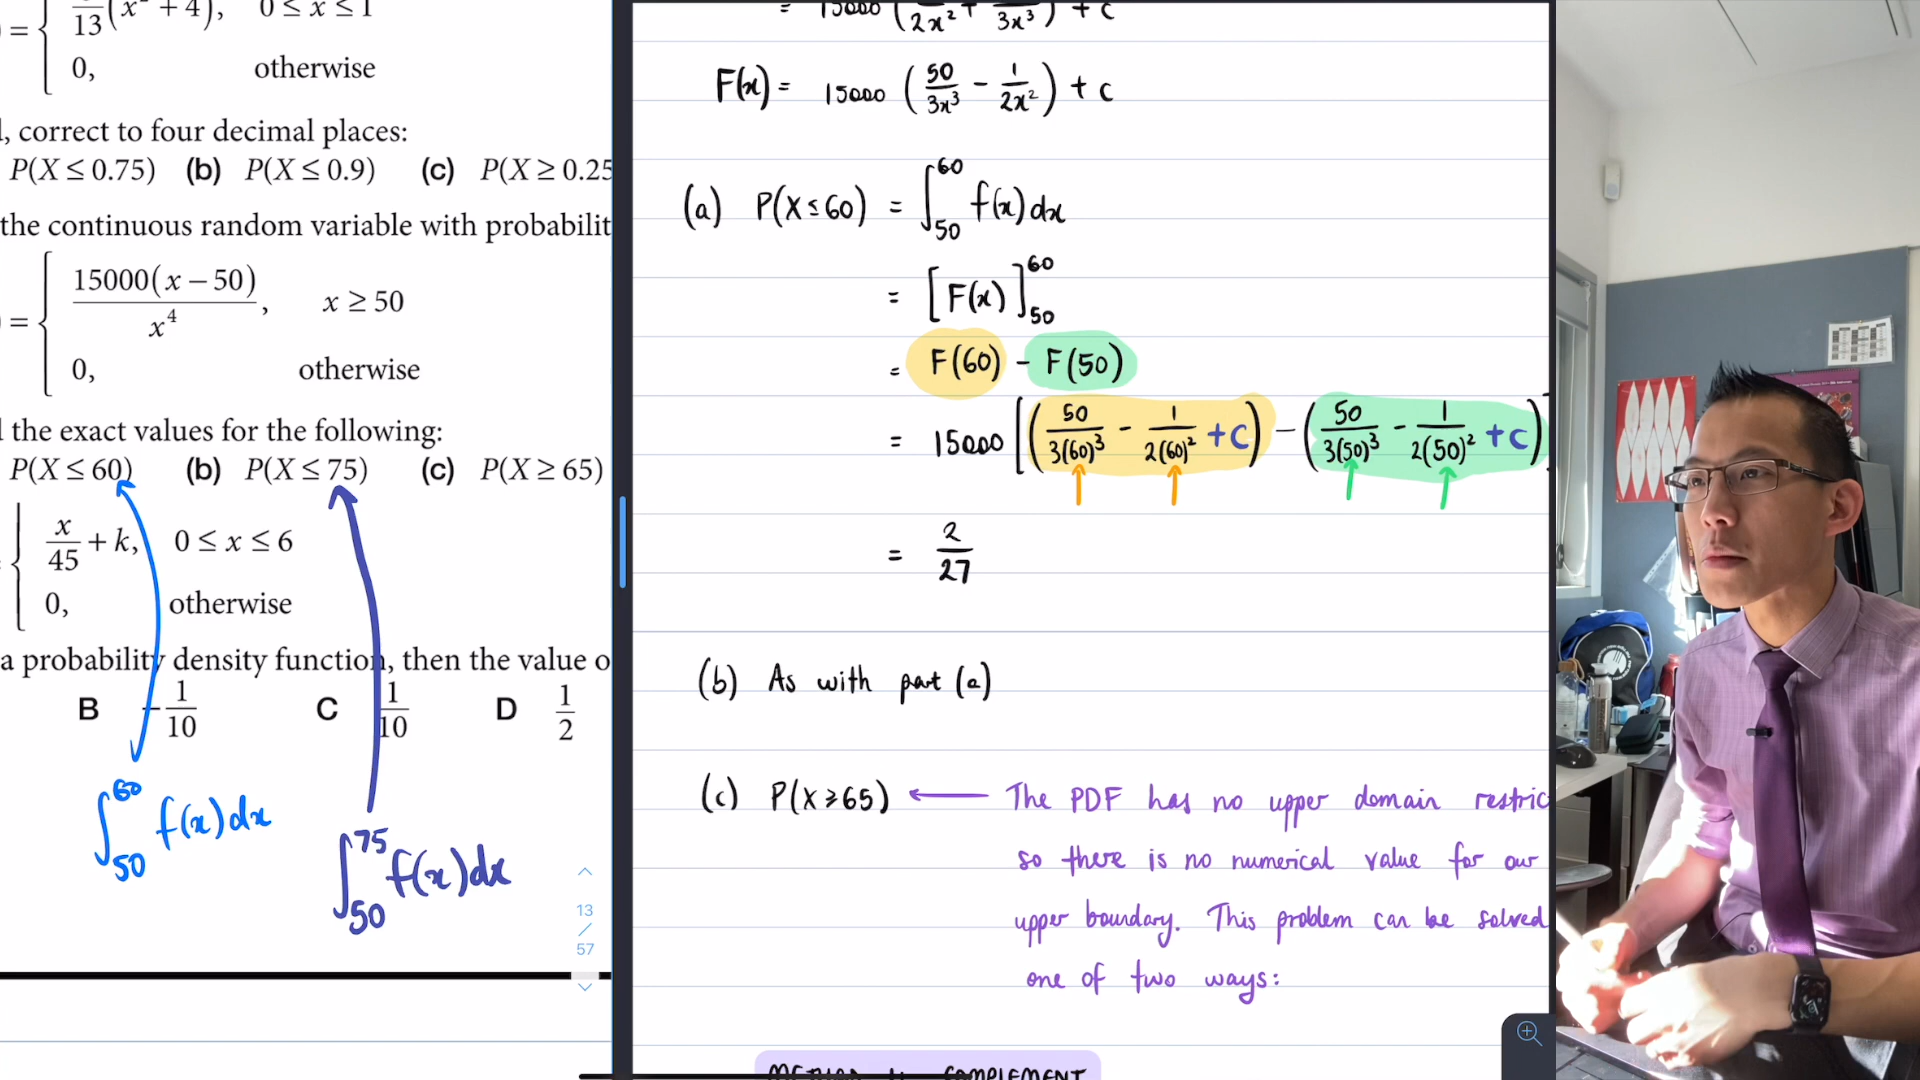 = { /13 (x² + 4), 0 ≤ x ≤ 1
0, otherwise
, correct to four decimal places:
P(X ≤ 0.75) (b) P(X ≤ 0.9) (c) P(X ≥ 0.25
the continuous random variable with probabilit
= { 15000(x − 50)/x⁴, x ≥ 50
0, otherwise
the exact values for the following:
P(X ≤ 60) (b) P(X ≤ 75) (c) P(X ≥ 65)
{ x/45 + k, 0 ≤ x ≤ 6
0, otherwise
a probability density function, then the value o
B −1/10 C 1/10 D 1/2
∫₅₀⁶⁰ f(x)dx
∫₅₀⁷⁵ f(x)dx
13
/
57
= 15000 ( /2x² + /3x³ ) + c
F(x) = 15000 (50/3x³ − 1/2x²) + c
(a) P(X ≤ 60) = ∫₅₀⁶⁰ f(x)dx
= [F(x)]₅₀⁶⁰
= F(60) − F(50)
= 15000 [(50/3(60)³ − 1/2(60)² + C) − (50/3(50)³ − 1/2(50)² + C)]
= 2/27
(b) As with part (a)
(c) P(X ≥ 65) ← The PDF has no upper domain restric
so there is no numerical value for our
upper boundary. This problem can be solved
one of two ways:
METHOD 1: COMPLEMENT